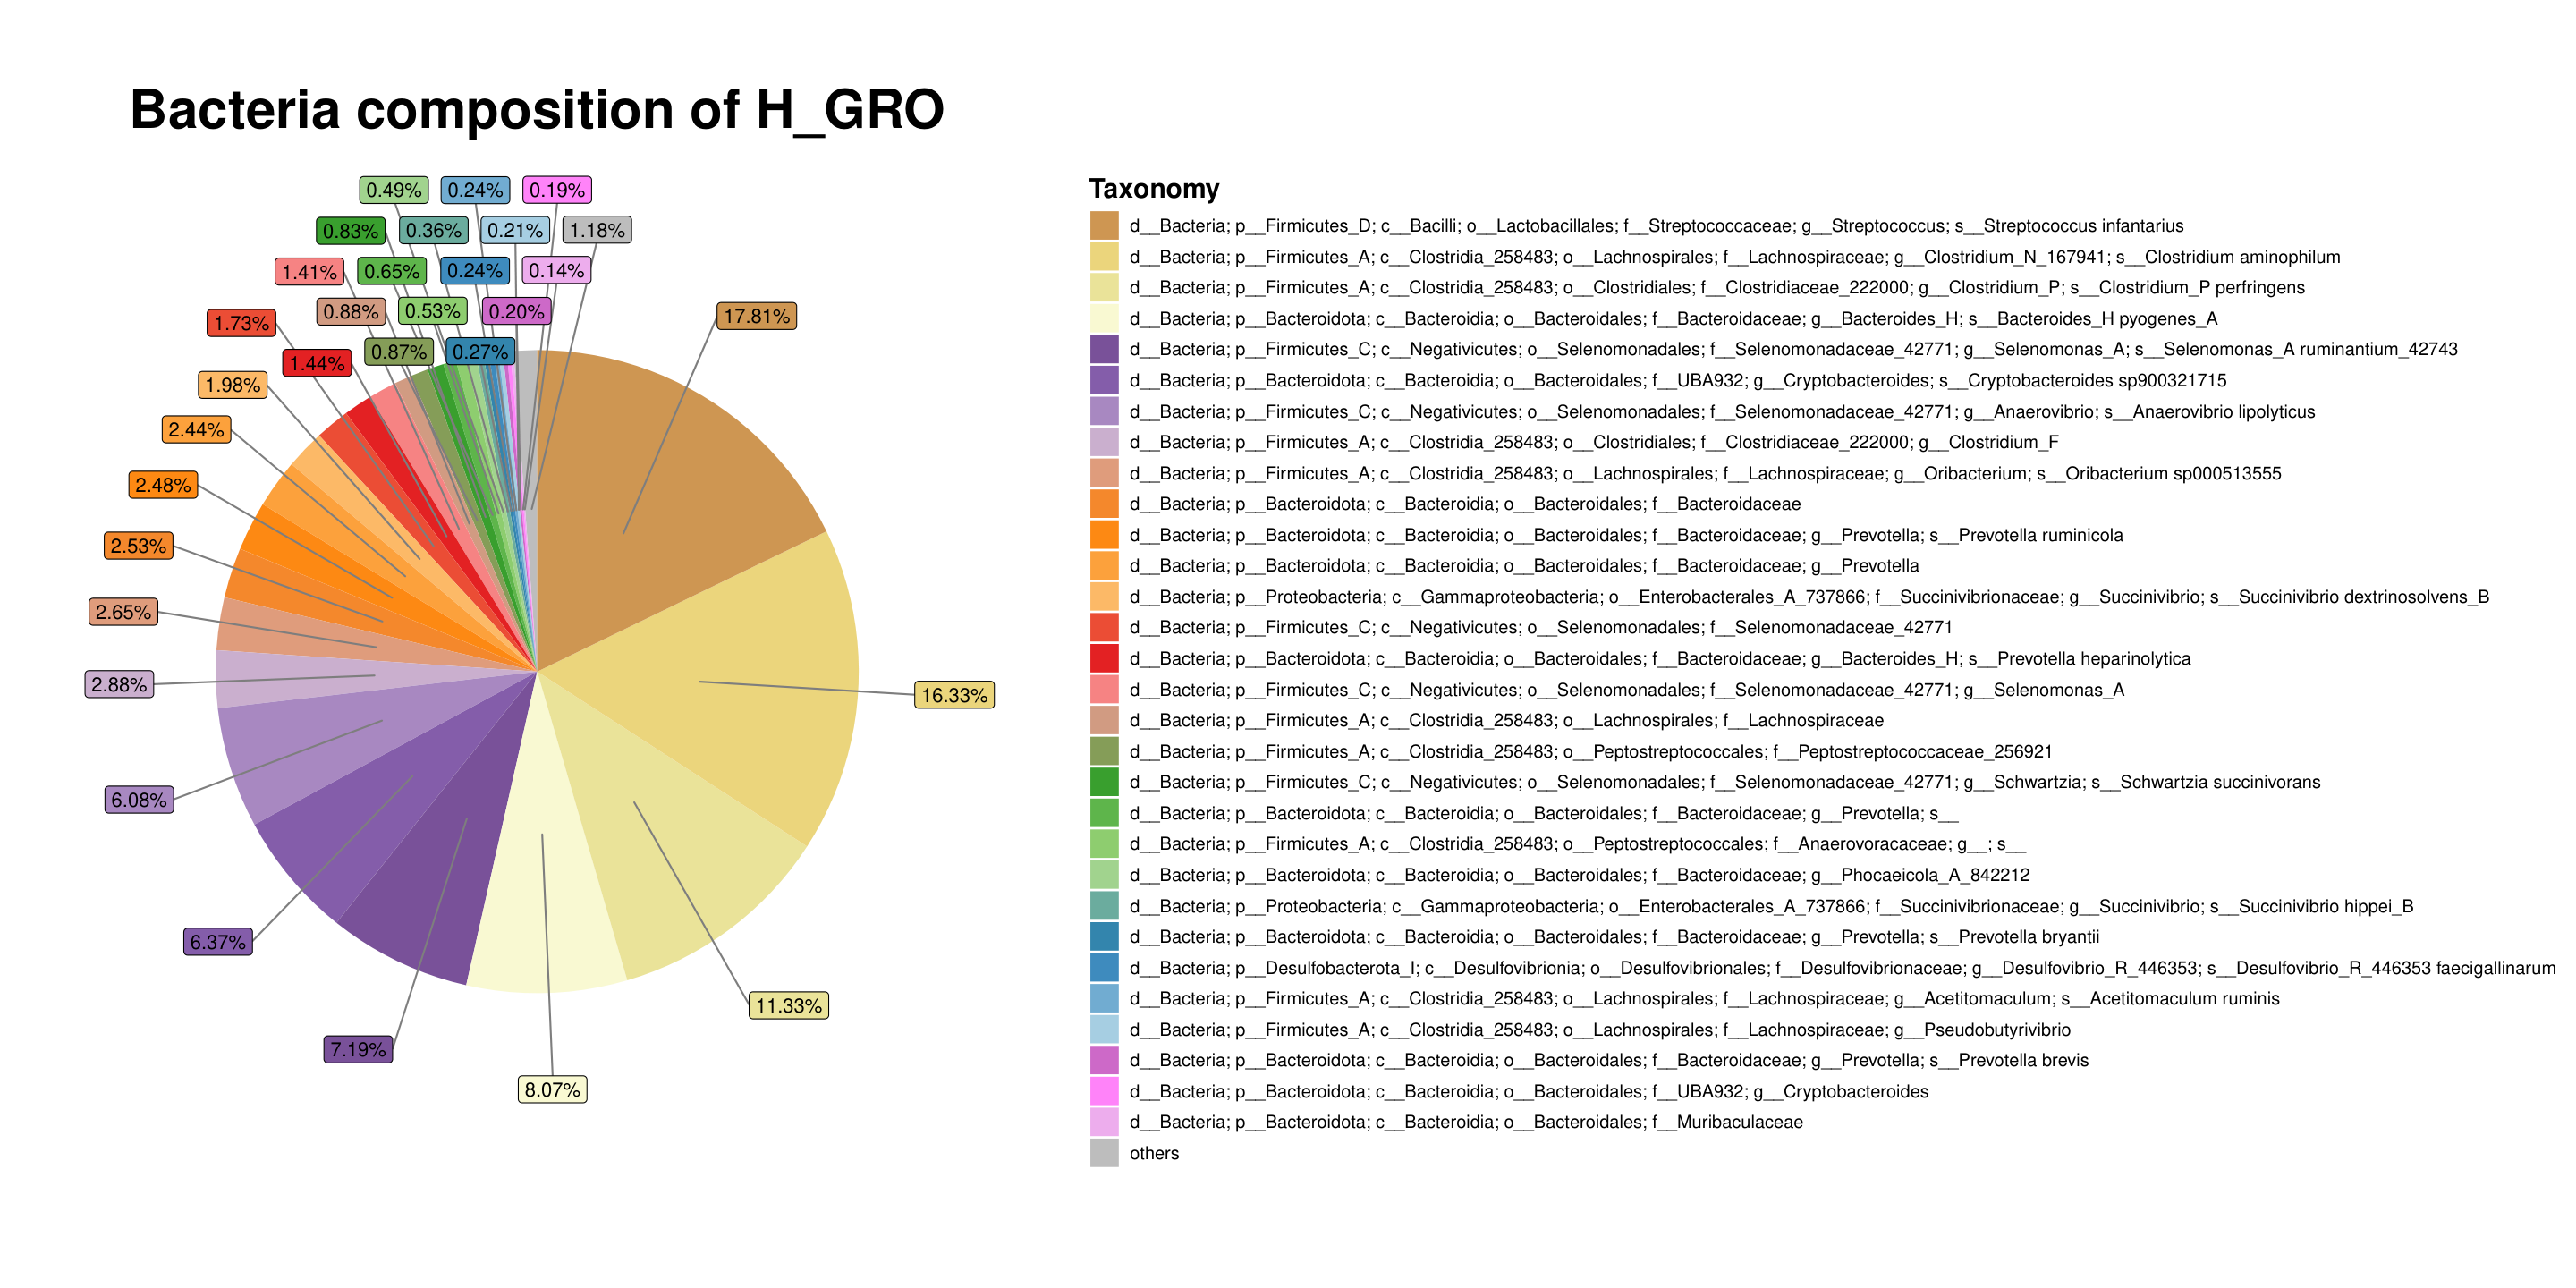 Bacteria composition of H_GRO
0.49%
0.24%
0.19%
0.83%
0.36%
0.21%
1.18%
1.41%
0.65%
0.24%
0.14%
0.88%
0.53%
0.20%
17.81%
1.73%
0.87%
0.27%
1.44%
1.98%
2.44%
2.48%
2.53%
2.65%
2.88%
16.33%
6.08%
6.37%
11.33%
7.19%
8.07%
Taxonomy
d__Bacteria; p__Firmicutes_D; c__Bacilli; o__Lactobacillales; f__Streptococcaceae; g__Streptococcus; s__Streptococcus infantarius
d__Bacteria; p__Firmicutes_A; c__Clostridia_258483; o__Lachnospirales; f__Lachnospiraceae; g__Clostridium_N_167941; s__Clostridium aminophilum
d__Bacteria; p__Firmicutes_A; c__Clostridia_258483; o__Clostridiales; f__Clostridiaceae_222000; g__Clostridium_P; s__Clostridium_P perfringens
d__Bacteria; p__Bacteroidota; c__Bacteroidia; o__Bacteroidales; f__Bacteroidaceae; g__Bacteroides_H; s__Bacteroides_H pyogenes_A
d__Bacteria; p__Firmicutes_C; c__Negativicutes; o__Selenomonadales; f__Selenomonadaceae_42771; g__Selenomonas_A; s__Selenomonas_A ruminantium_42743
d__Bacteria; p__Bacteroidota; c__Bacteroidia; o__Bacteroidales; f__UBA932; g__Cryptobacteroides; s__Cryptobacteroides sp900321715
d__Bacteria; p__Firmicutes_C; c__Negativicutes; o__Selenomonadales; f__Selenomonadaceae_42771; g__Anaerovibrio; s__Anaerovibrio lipolyticus
d__Bacteria; p__Firmicutes_A; c__Clostridia_258483; o__Clostridiales; f__Clostridiaceae_222000; g__Clostridium_F
d__Bacteria; p__Firmicutes_A; c__Clostridia_258483; o__Lachnospirales; f__Lachnospiraceae; g__Oribacterium; s__Oribacterium sp000513555
d__Bacteria; p__Bacteroidota; c__Bacteroidia; o__Bacteroidales; f__Bacteroidaceae
d__Bacteria; p__Bacteroidota; c__Bacteroidia; o__Bacteroidales; f__Bacteroidaceae; g__Prevotella; s__Prevotella ruminicola
d__Bacteria; p__Bacteroidota; c__Bacteroidia; o__Bacteroidales; f__Bacteroidaceae; g__Prevotella
d__Bacteria; p__Proteobacteria; c__Gammaproteobacteria; o__Enterobacterales_A_737866; f__Succinivibrionaceae; g__Succinivibrio; s__Succinivibrio dextrinosolvens_B
d__Bacteria; p__Firmicutes_C; c__Negativicutes; o__Selenomonadales; f__Selenomonadaceae_42771
d__Bacteria; p__Bacteroidota; c__Bacteroidia; o__Bacteroidales; f__Bacteroidaceae; g__Bacteroides_H; s__Prevotella heparinolytica
d__Bacteria; p__Firmicutes_C; c__Negativicutes; o__Selenomonadales; f__Selenomonadaceae_42771; g__Selenomonas_A
d__Bacteria; p__Firmicutes_A; c__Clostridia_258483; o__Lachnospirales; f__Lachnospiraceae
d__Bacteria; p__Firmicutes_A; c__Clostridia_258483; o__Peptostreptococcales; f__Peptostreptococcaceae_256921
d__Bacteria; p__Firmicutes_C; c__Negativicutes; o__Selenomonadales; f__Selenomonadaceae_42771; g__Schwartzia; s__Schwartzia succinivorans
d__Bacteria; p__Bacteroidota; c__Bacteroidia; o__Bacteroidales; f__Bacteroidaceae; g__Prevotella; s__
d__Bacteria; p__Firmicutes_A; c__Clostridia_258483; o__Peptostreptococcales; f__Anaerovoracaceae; g__; s__
d__Bacteria; p__Bacteroidota; c__Bacteroidia; o__Bacteroidales; f__Bacteroidaceae; g__Phocaeicola_A_842212
d__Bacteria; p__Proteobacteria; c__Gammaproteobacteria; o__Enterobacterales_A_737866; f__Succinivibrionaceae; g__Succinivibrio; s__Succinivibrio hippei_B
d__Bacteria; p__Bacteroidota; c__Bacteroidia; o__Bacteroidales; f__Bacteroidaceae; g__Prevotella; s__Prevotella bryantii
d__Bacteria; p__Desulfobacterota_I; c__Desulfovibrionia; o__Desulfovibrionales; f__Desulfovibrionaceae; g__Desulfovibrio_R_446353; s__Desulfovibrio_R_446353 faecigallinarum
d__Bacteria; p__Firmicutes_A; c__Clostridia_258483; o__Lachnospirales; f__Lachnospiraceae; g__Acetitomaculum; s__Acetitomaculum ruminis
d__Bacteria; p__Firmicutes_A; c__Clostridia_258483; o__Lachnospirales; f__Lachnospiraceae; g__Pseudobutyrivibrio
d__Bacteria; p__Bacteroidota; c__Bacteroidia; o__Bacteroidales; f__Bacteroidaceae; g__Prevotella; s__Prevotella brevis
d__Bacteria; p__Bacteroidota; c__Bacteroidia; o__Bacteroidales; f__UBA932; g__Cryptobacteroides
d__Bacteria; p__Bacteroidota; c__Bacteroidia; o__Bacteroidales; f__Muribaculaceae
others